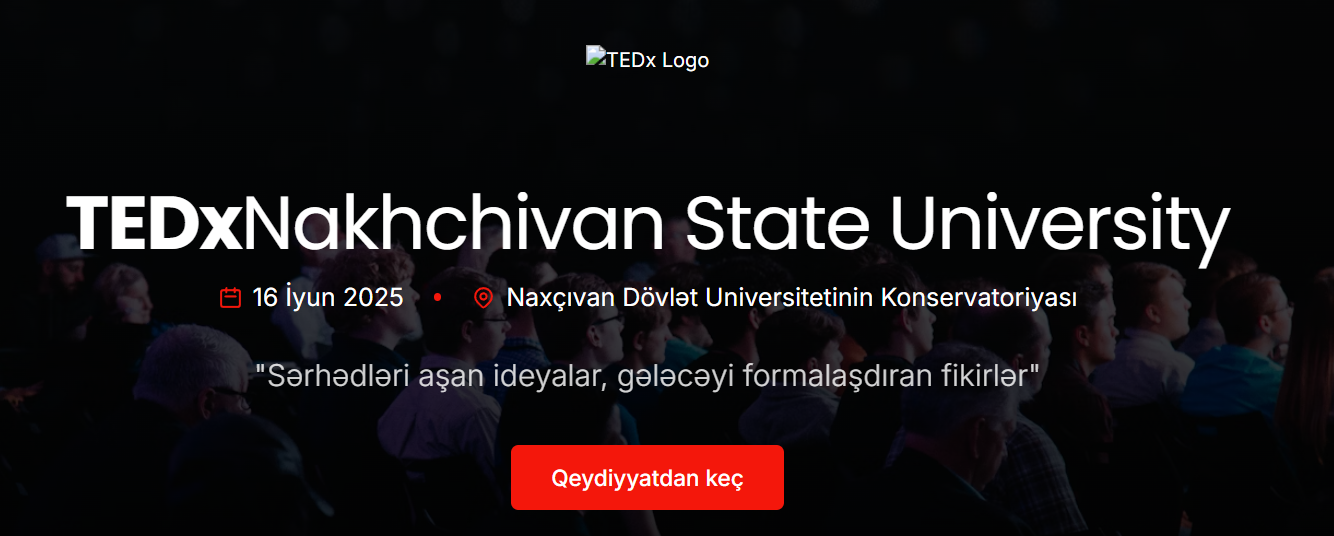 TEDx Logo
TEDxNakhchivan State University
16 İyun 2025 • Naxçıvan Dövlət Universitetinin Konservatoriyası
"Sərhədləri aşan ideyalar, gələcəyi formalaşdıran fikirlər"
Qeydiyyatdan keç